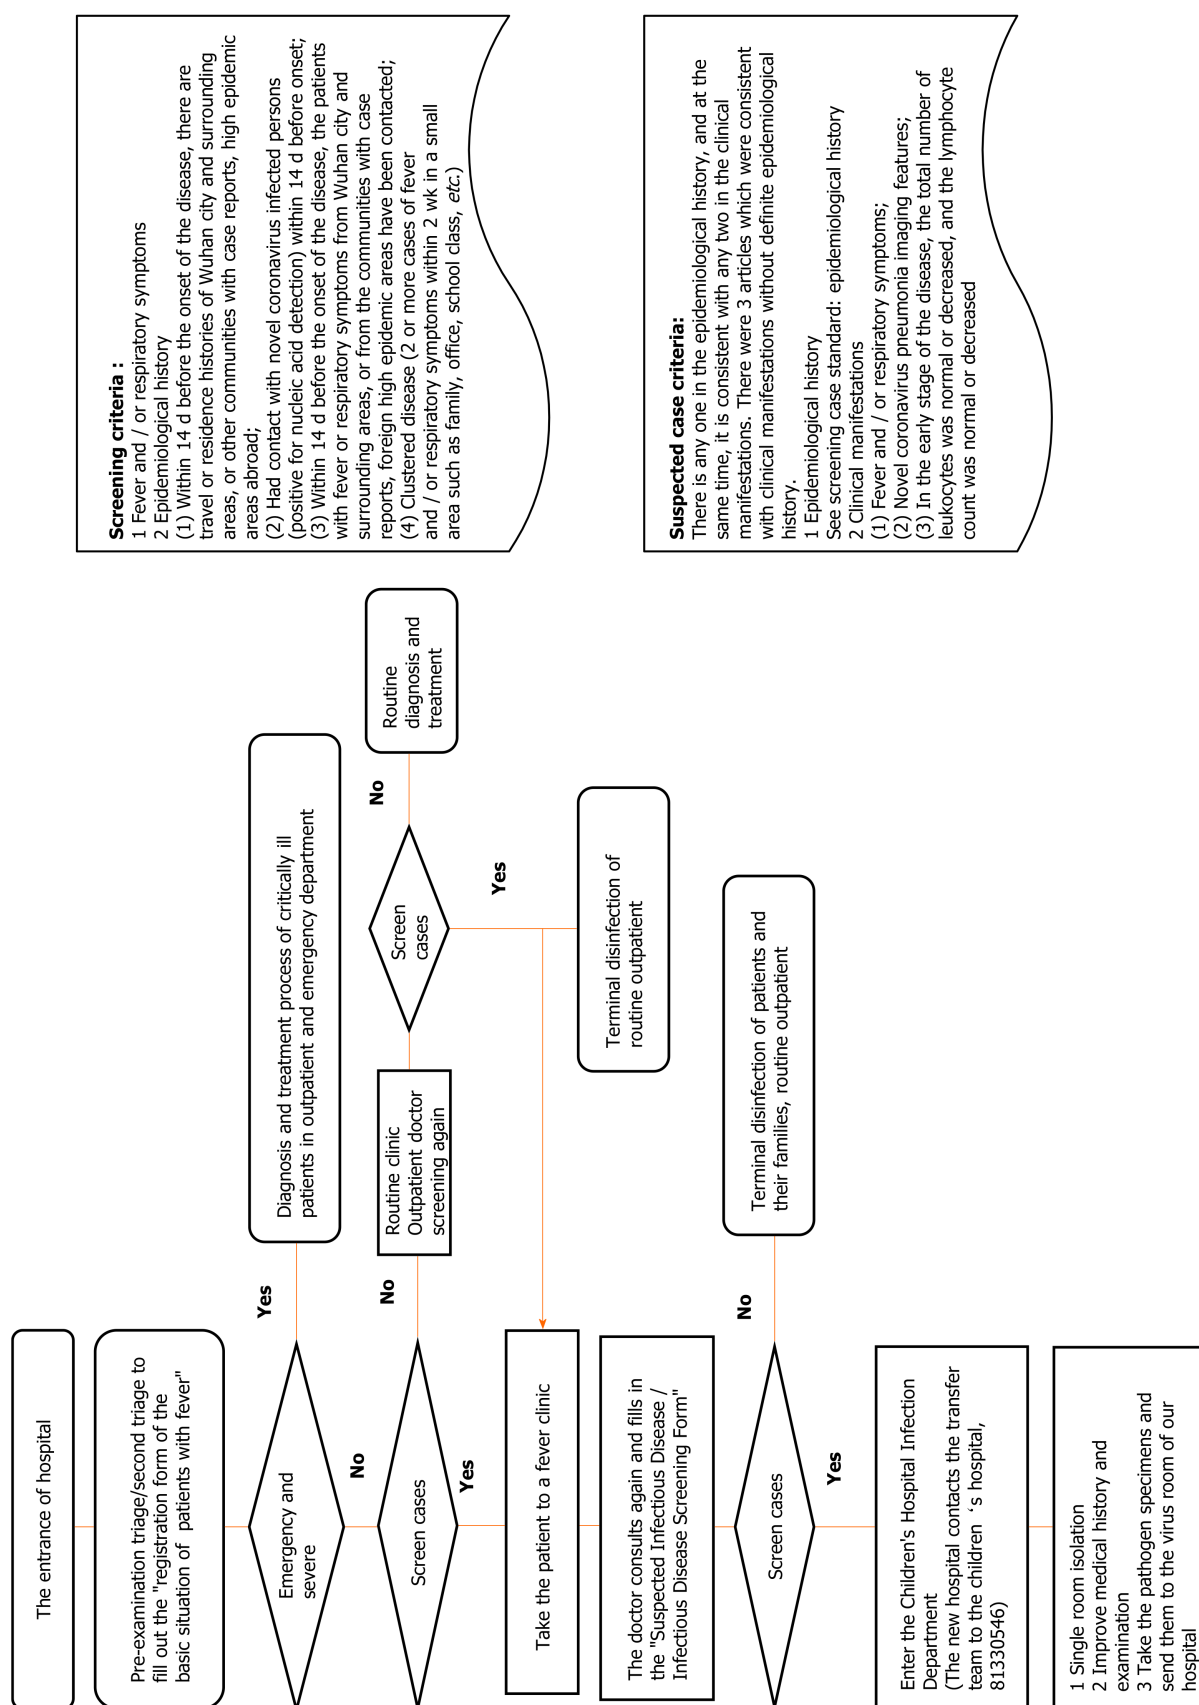 The entrance of hospital
Pre-examination triage/second triage to
fill out the "registration form of the
basic situation of patients with fever"
Emergency and
severe
Yes
Diagnosis and treatment process of critically ill
patients in outpatient and emergency department
No
Screen cases
No
Routine clinic
Outpatient doctor
screening again
Screen
cases
No
Routine
diagnosis and
treatment
Yes
Terminal disinfection of
routine outpatient
Yes
Take the patient to a fever clinic
The doctor consults again and fills in
the "Suspected Infectious Disease /
Infectious Disease Screening Form"
Screen cases
No
Terminal disinfection of patients and
their families, routine outpatient
Yes
Enter the Children's Hospital Infection
Department
(The new hospital contacts the transfer
team to the children ‘ s hospital,
81330546)
1 Single room isolation
2 Improve medical history and
examination
3 Take the pathogen specimens and
send them to the virus room of our
hospital
Screening criteria :
1 Fever and / or respiratory symptoms
2 Epidemiological history
(1) Within 14 d before the onset of the disease, there are
travel or residence histories of Wuhan city and surrounding
areas, or other communities with case reports, high epidemic
areas abroad;
(2) Had contact with novel coronavirus infected persons
(positive for nucleic acid detection) within 14 d before onset;
(3) Within 14 d before the onset of the disease, the patients
with fever or respiratory symptoms from Wuhan city and
surrounding areas, or from the communities with case
reports, foreign high epidemic areas have been contacted;
(4) Clustered disease (2 or more cases of fever
and / or respiratory symptoms within 2 wk in a small
area such as family, office, school class, etc.)
Suspected case criteria:
There is any one in the epidemiological history, and at the
same time, it is consistent with any two in the clinical
manifestations. There were 3 articles which were consistent
with clinical manifestations without definite epidemiological
history.
1 Epidemiological history
See screening case standard: epidemiological history
2 Clinical manifestations
(1) Fever and / or respiratory symptoms;
(2) Novel coronavirus pneumonia imaging features;
(3) In the early stage of the disease, the total number of
leukocytes was normal or decreased, and the lymphocyte
count was normal or decreased